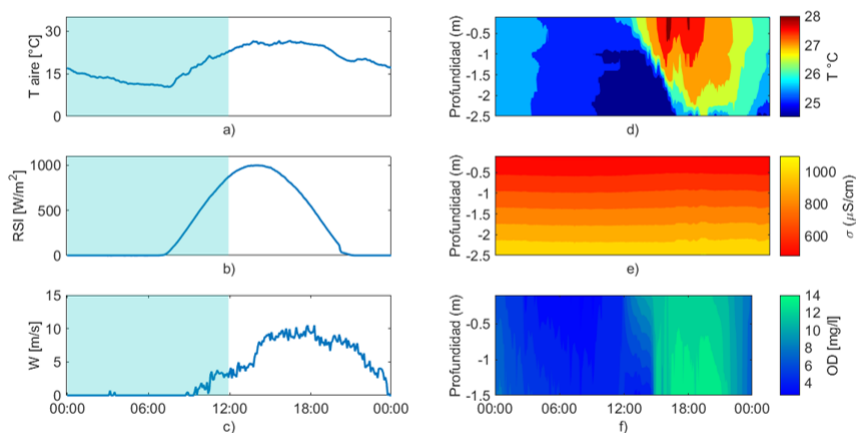 T aire [°C]
30
15
0
a)
RSI [W/m²]
1000
500
0
b)
W [m/s]
15
10
5
0
00:00 06:00 12:00 18:00 00:00
c)
Profundidad (m)
-0.5
-1
-1.5
-2
-2.5
d)
28
27
26
25
T °C
Profundidad (m)
-0.5
-1
-1.5
-2
-2.5
e)
1000
800
600
σ (μS/cm)
Profundidad (m)
-0.5
-1
-1.5
00:00 06:00 12:00 18:00 00:00
f)
14
12
10
8
6
4
OD [mg/l]